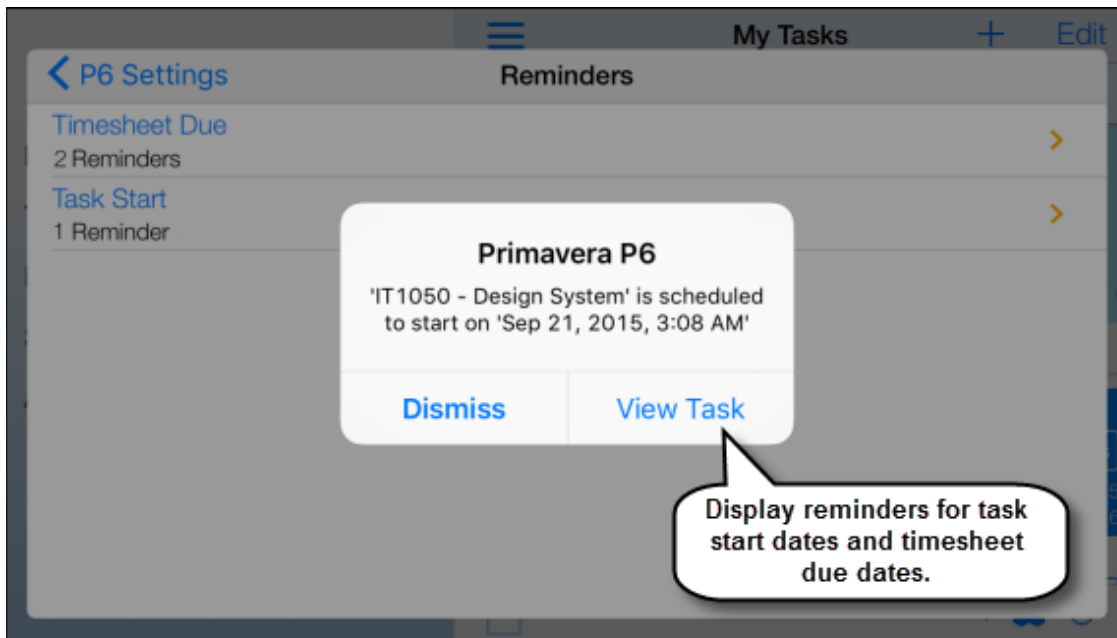 My Tasks
Edit
P6 Settings
Reminders
Timesheet Due
2 Reminders
Task Start
1 Reminder
Primavera P6
'IT1050 - Design System' is scheduled
to start on 'Sep 21, 2015, 3:08 AM'
Dismiss
View Task
Display reminders for task
start dates and timesheet
due dates.